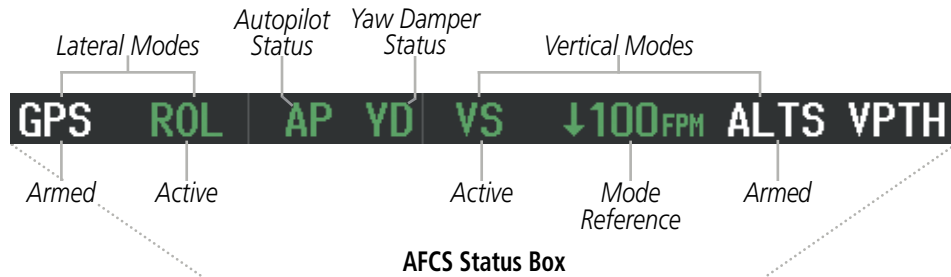 Autopilot Yaw Damper
Lateral Modes Status Status Vertical Modes
GPS ROL AP YD VS ↓100FPM ALTS VPTH
Armed Active Active Mode Armed
Reference
AFCS Status Box